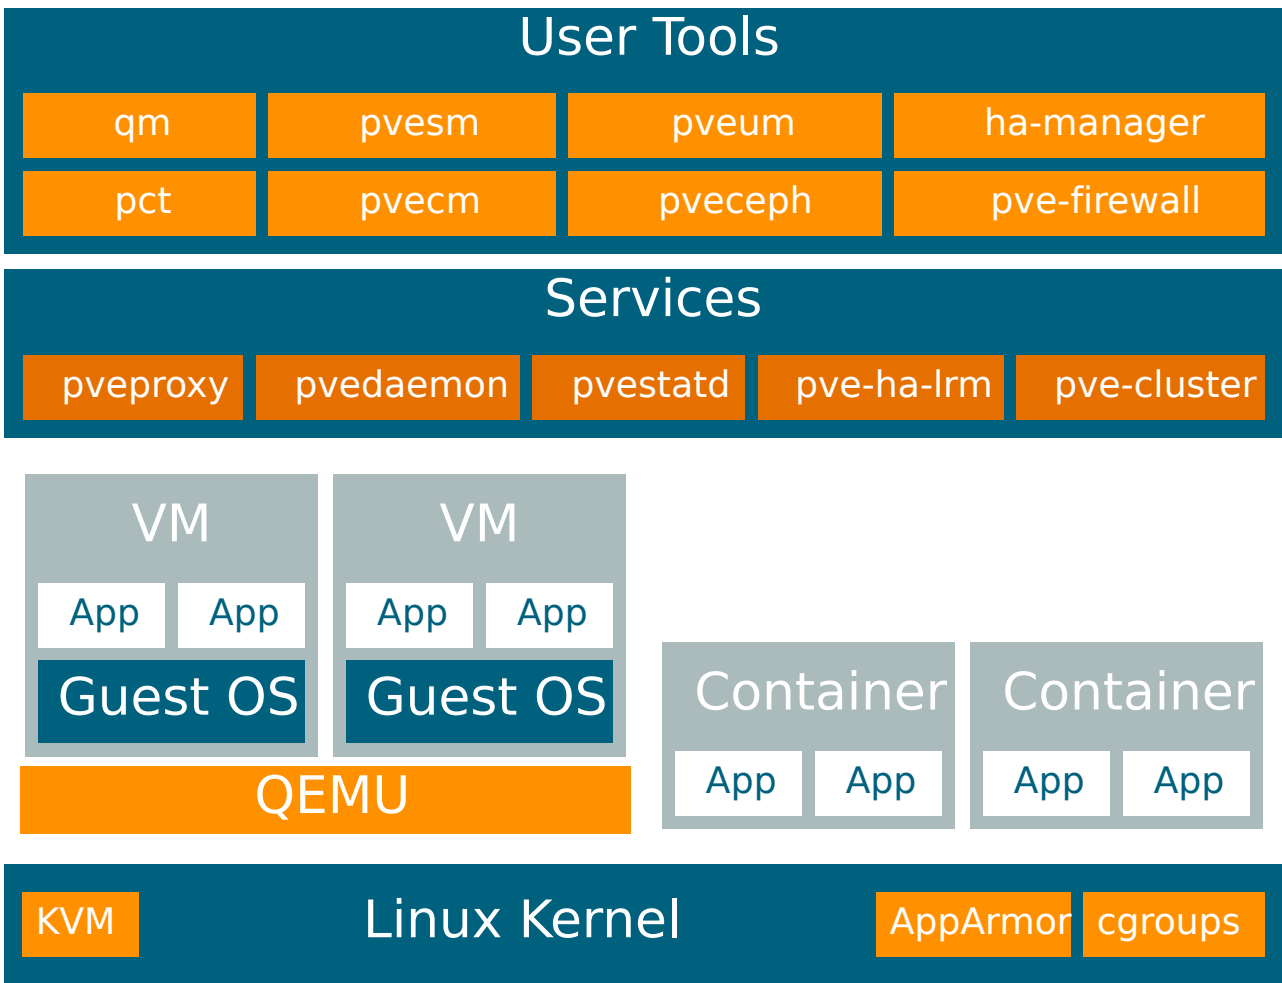 User Tools
qm pvesm pveum ha-manager
pct pvecm pveceph pve-firewall
Services
pveproxy pvedaemon pvestatd pve-ha-lrm pve-cluster
VM VM
App App App App
Guest OS Guest OS
Container Container
App App App App
QEMU
KVM Linux Kernel AppArmor cgroups